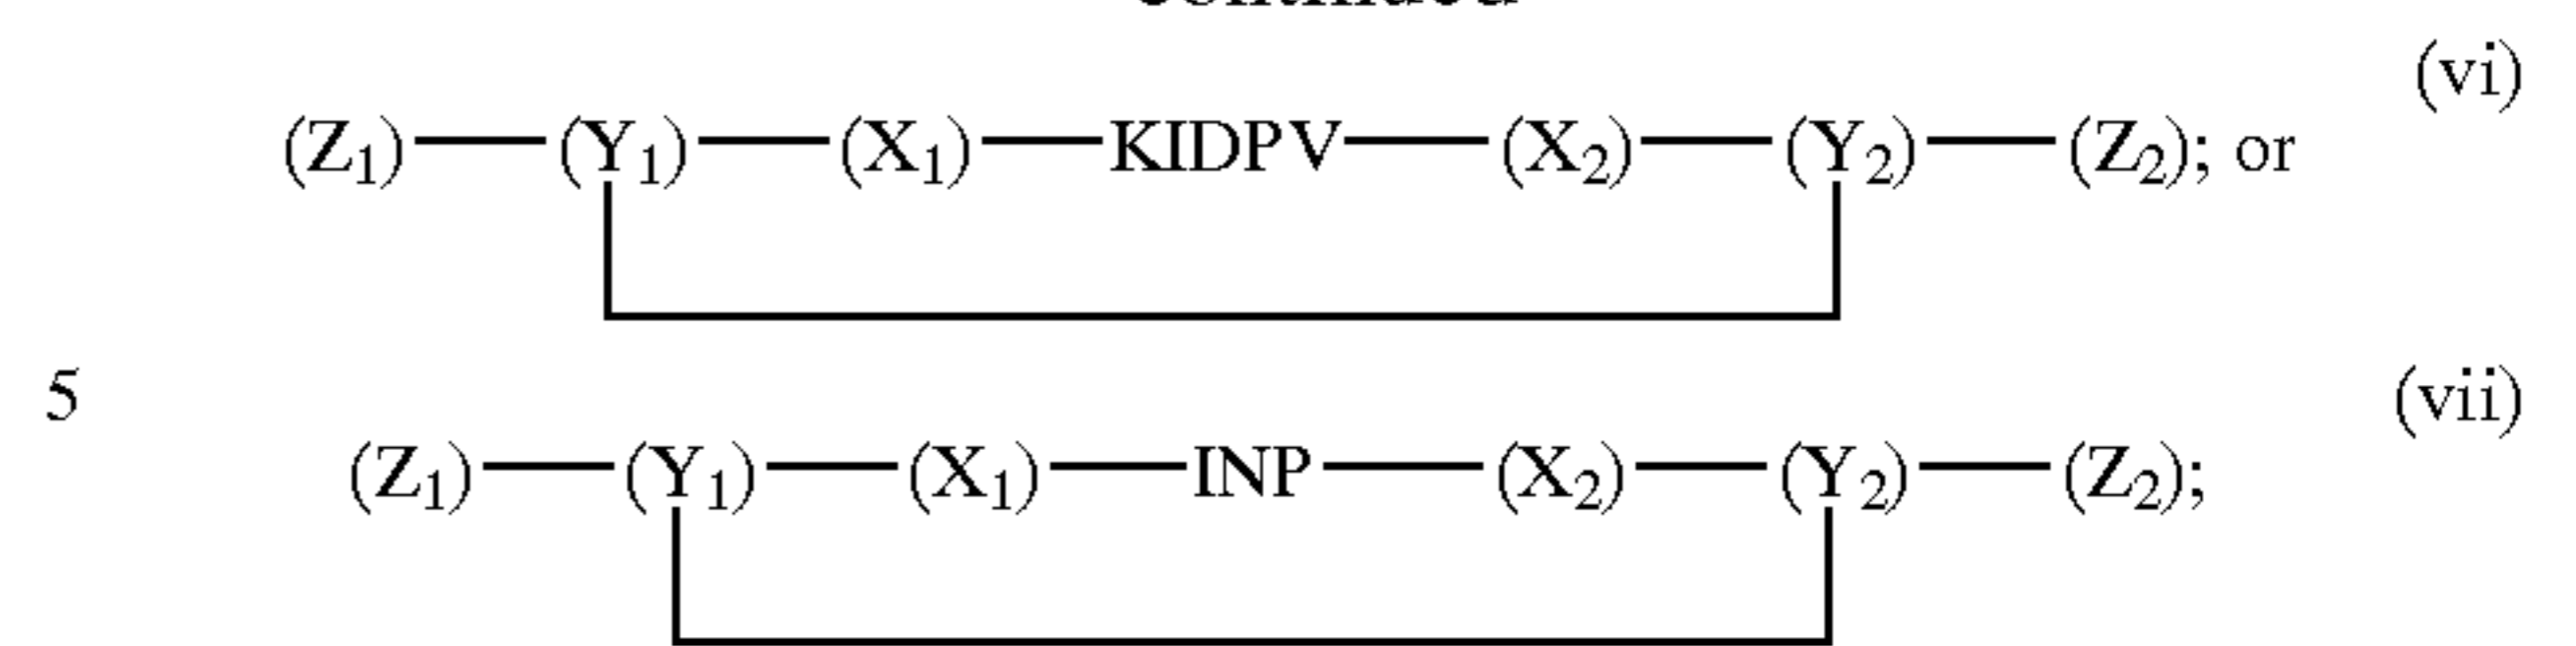 (vi)
(Z₁)—(Y₁)—(X₁)—KIDPV—(X₂)—(Y₂)—(Z₂); or
5 (vii)
(Z₁)—(Y₁)—(X₁)—INP—(X₂)—(Y₂)—(Z₂);